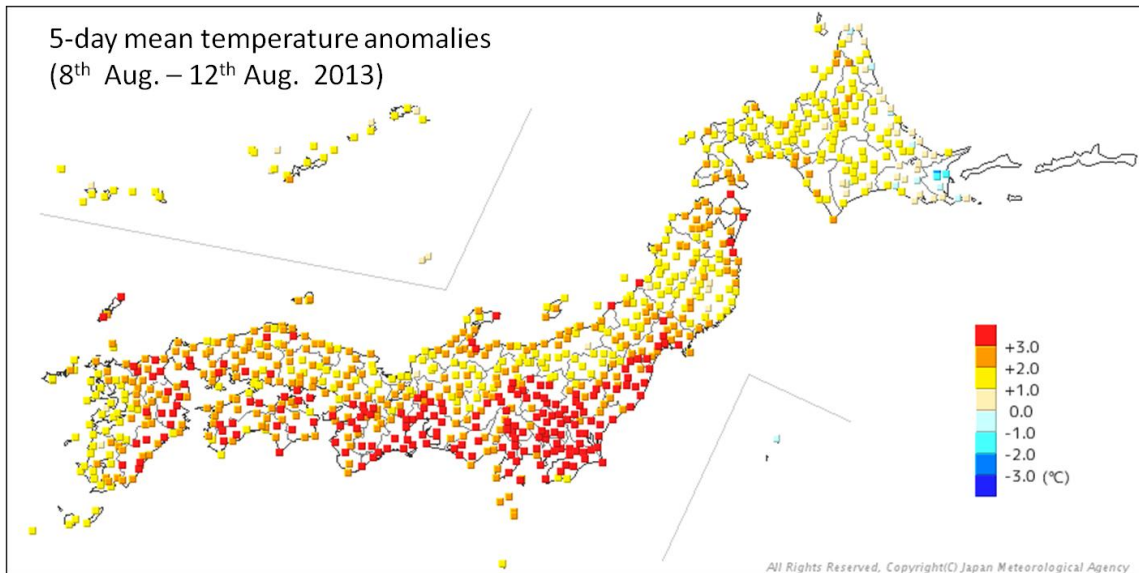 5-day mean temperature anomalies
(8th Aug. – 12th Aug. 2013)
+3.0
+2.0
+1.0
0.0
-1.0
-2.0
-3.0 (℃)
All Rights Reserved, Copyright(C) Japan Meteorological Agency